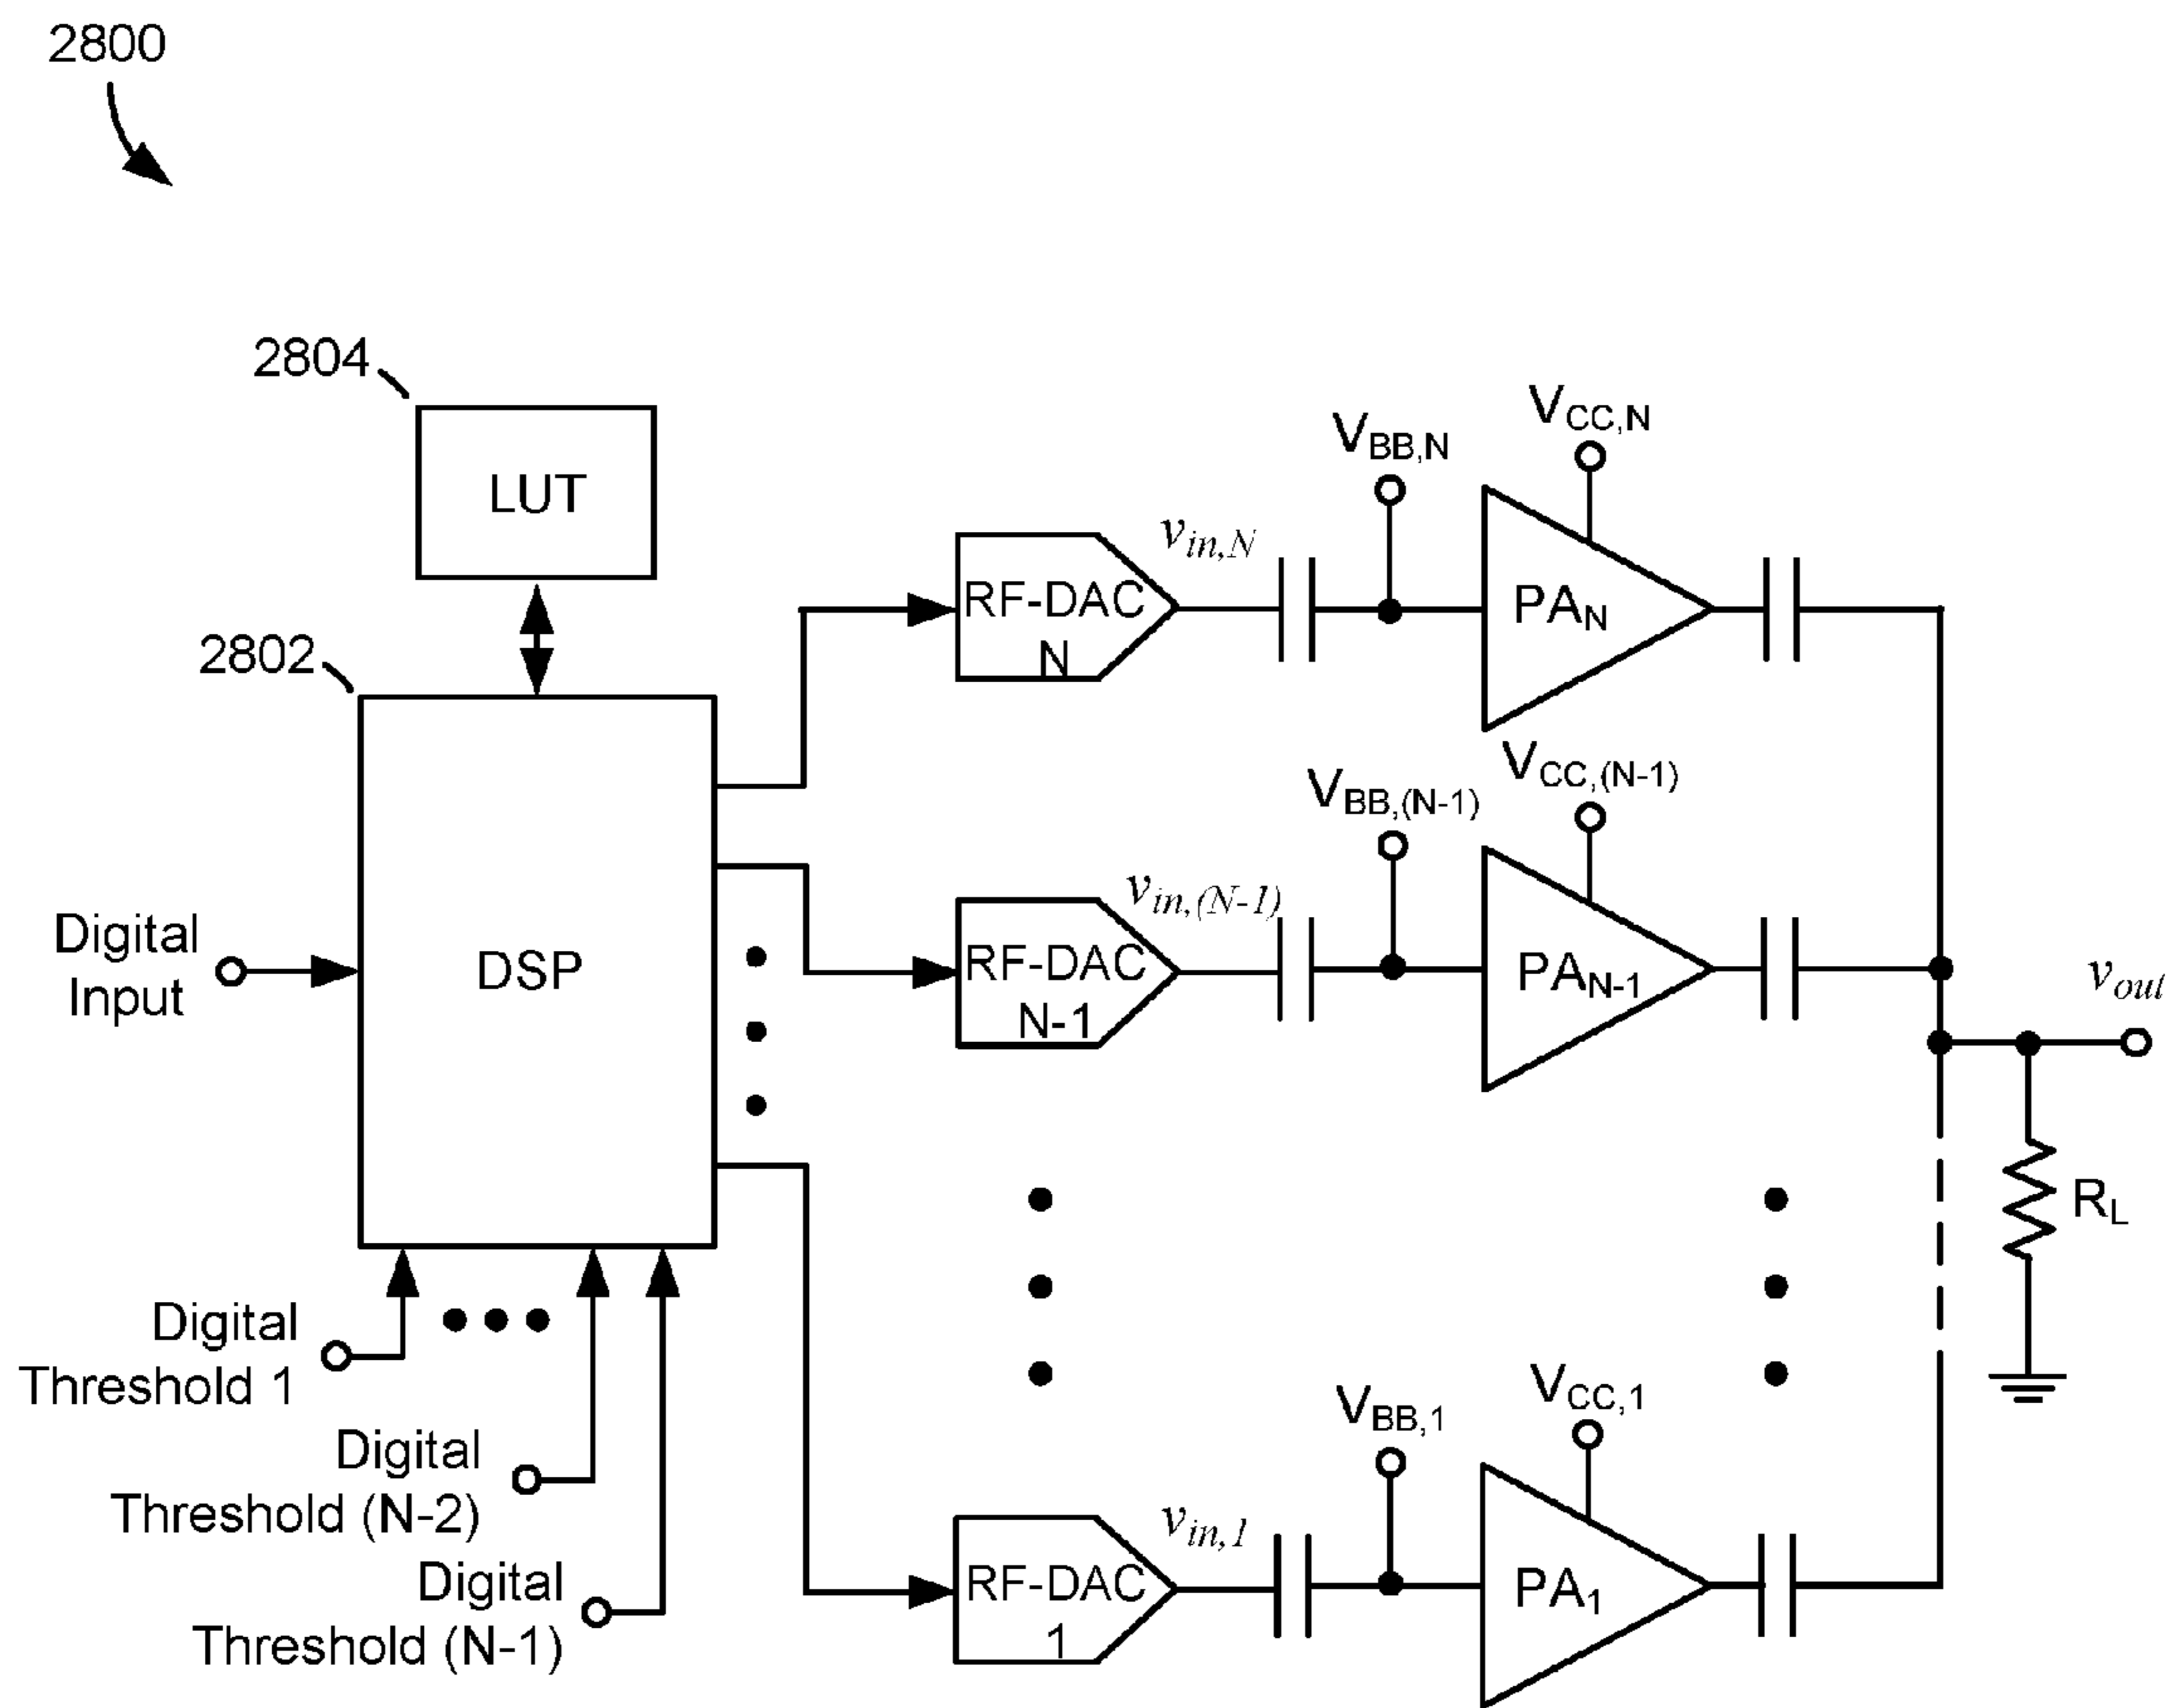 2800
2804
LUT
2802
DSP
Digital
Input
Digital
Threshold 1
Digital
Threshold (N-2)
Digital
Threshold (N-1)
RF-DAC
N
v_in,N
V_BB,N
V_CC,N
PA_N
RF-DAC
N-1
v_in,(N-1)
V_BB,(N-1)
V_CC,(N-1)
PA_N-1
v_out
R_L
RF-DAC
1
v_in,1
V_BB,1
V_CC,1
PA_1